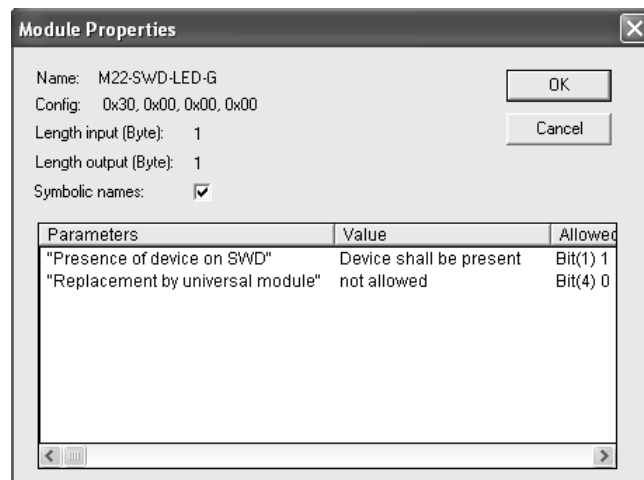 Module Properties
Name: M22-SWD-LED-G
OK
Config: 0x30, 0x00, 0x00, 0x00
Length input (Byte): 1
Cancel
Length output (Byte): 1
Symbolic names:
Parameters Value Allowed
"Presence of device on SWD" Device shall be present Bit(1) 1
"Replacement by universal module" not allowed Bit(4) 0